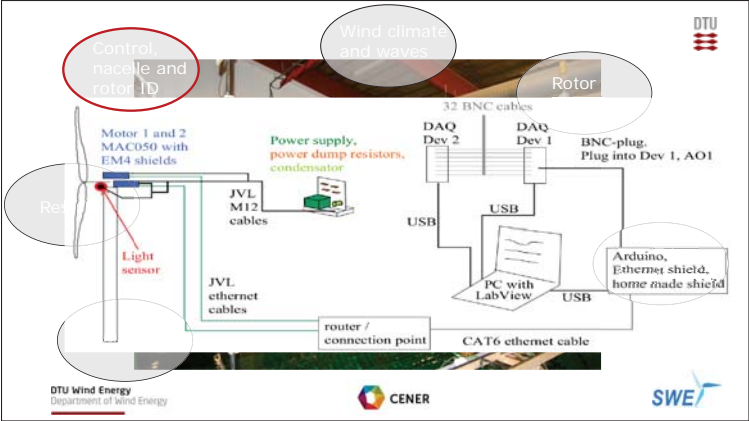 DTU
Control,
nacelle and
rotor ID
Wind climate
and waves
Rotor
32 BNC cables
Motor 1 and 2
MAC050 with
EM4 shields
Power supply,
power dump resistors,
condensator
DAQ
Dev 2
DAQ
Dev 1
BNC-plug.
Plug into Dev 1, AO1
JVL
M12
cables
USB
USB
Light
sensor
JVL
ethernet
cables
PC with
LabView
USB
Arduino,
Ethernet shield,
home made shield
router /
connection point
CAT6 ethernet cable
DTU Wind Energy
Department of Wind Energy
CENER
SWE